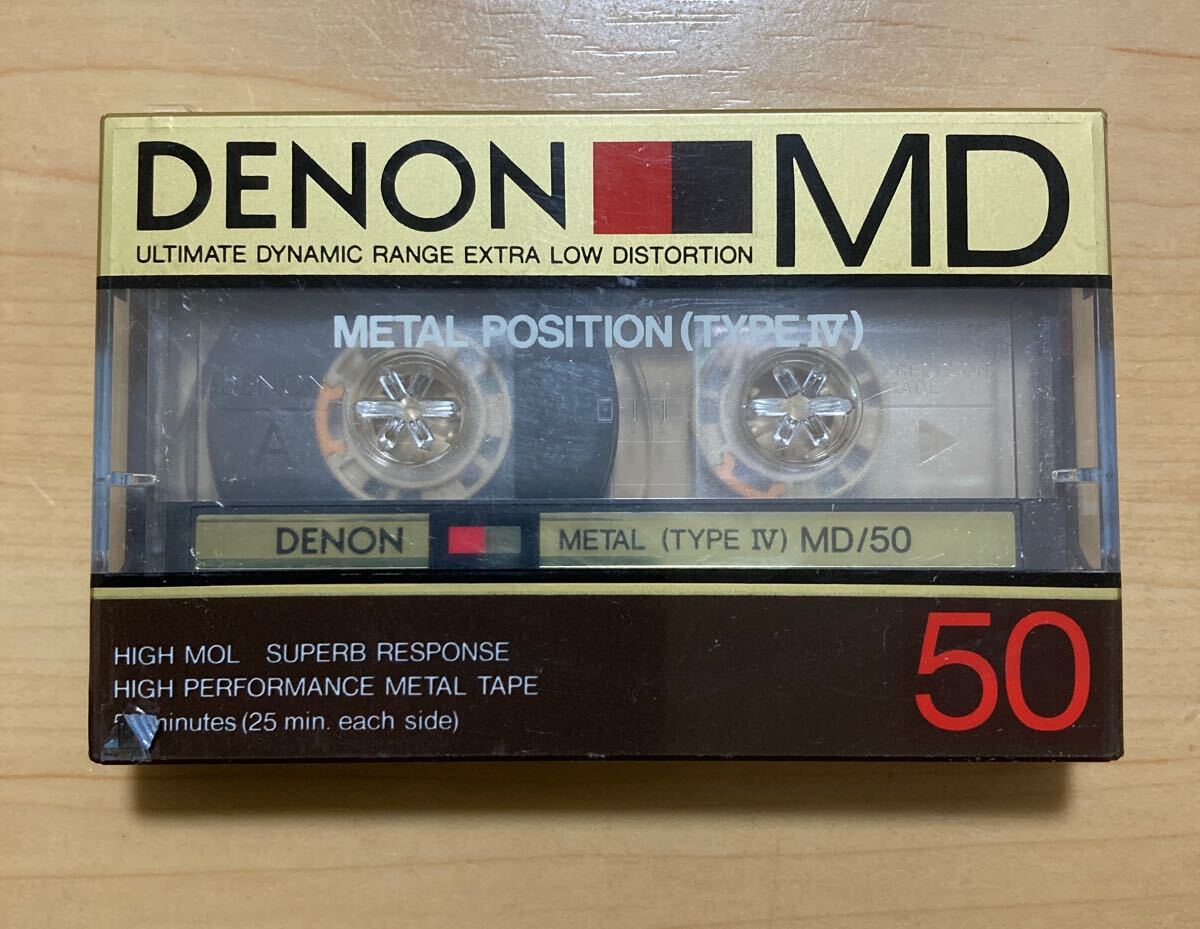 DENON MD
ULTIMATE DYNAMIC RANGE EXTRA LOW DISTORTION
METAL POSITION (TYPE IV)
DENON
A
DENON METAL (TYPE IV) MD/50
HIGH MOL SUPERB RESPONSE
HIGH PERFORMANCE METAL TAPE
minutes (25 min. each side)
50